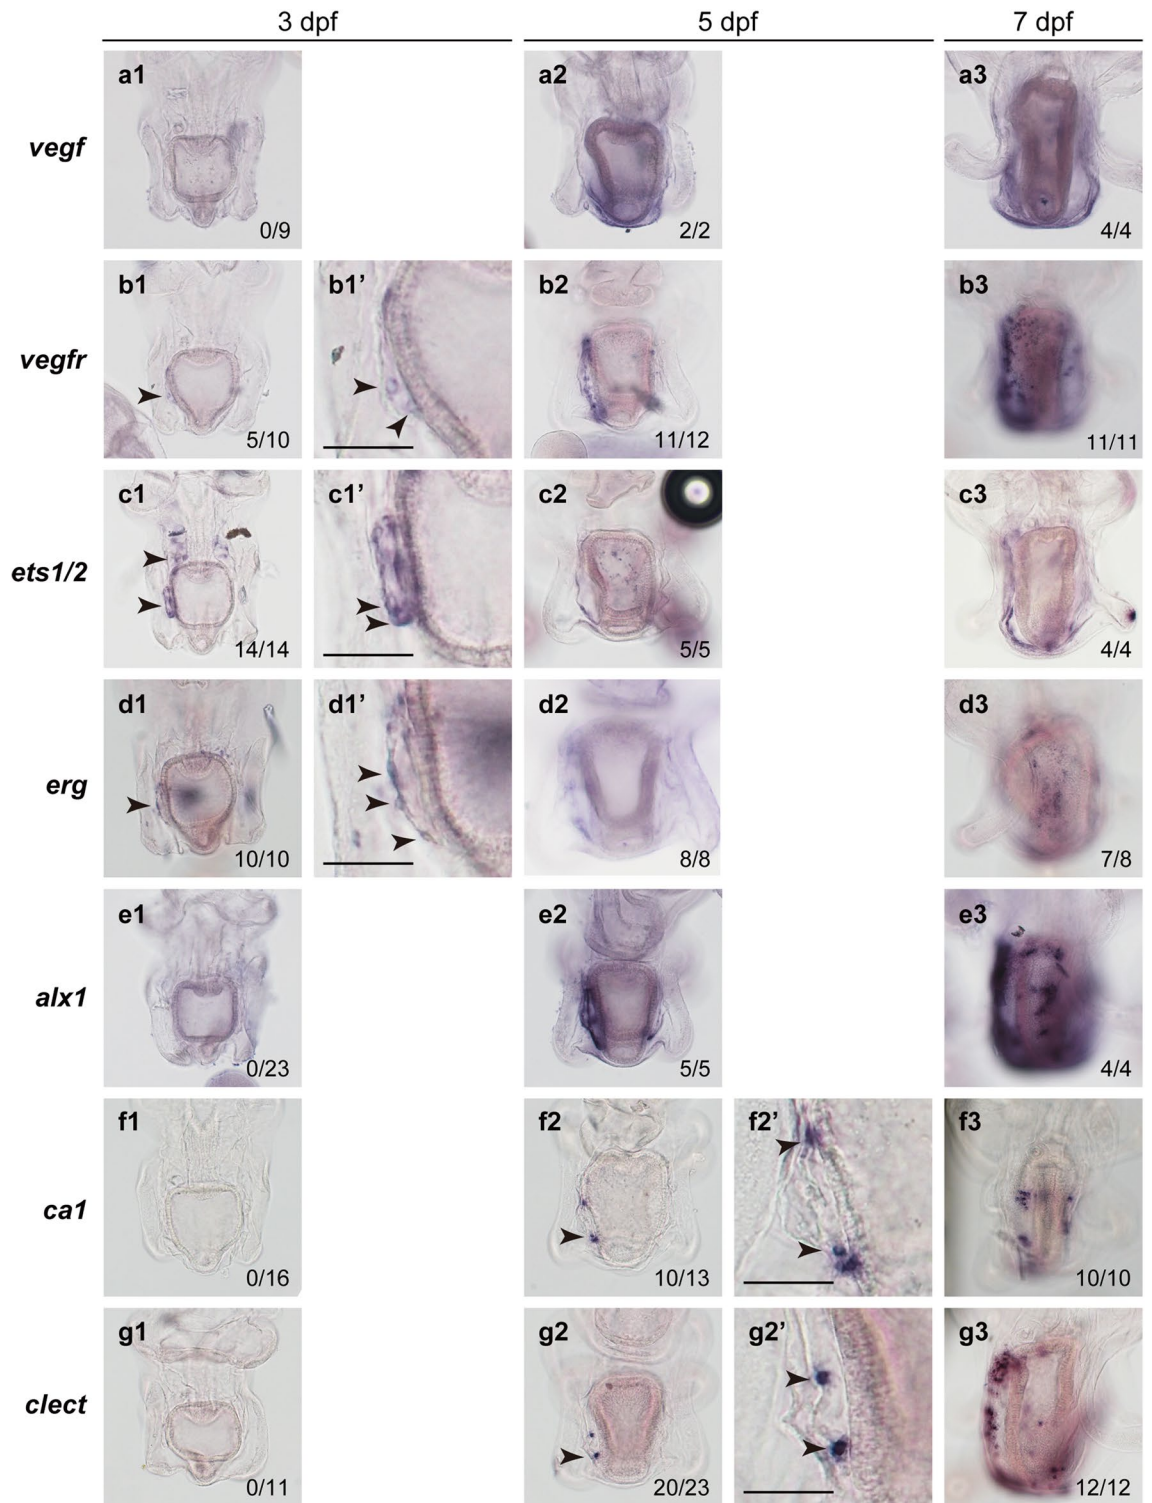 3 dpf 5 dpf 7 dpf
vegf
a1 a2 a3
0/9 2/2 4/4
vegfr
b1 b1’ b2 b3
5/10 11/12 11/11
ets1/2
c1 c1’ c2 c3
14/14 5/5 4/4
erg
d1 d1’ d2 d3
10/10 8/8 7/8
alx1
e1 e2 e3
0/23 5/5 4/4
ca1
f1 f2 f2’ f3
0/16 10/13 10/10
clect
g1 g2 g2’ g3
0/11 20/23 12/12